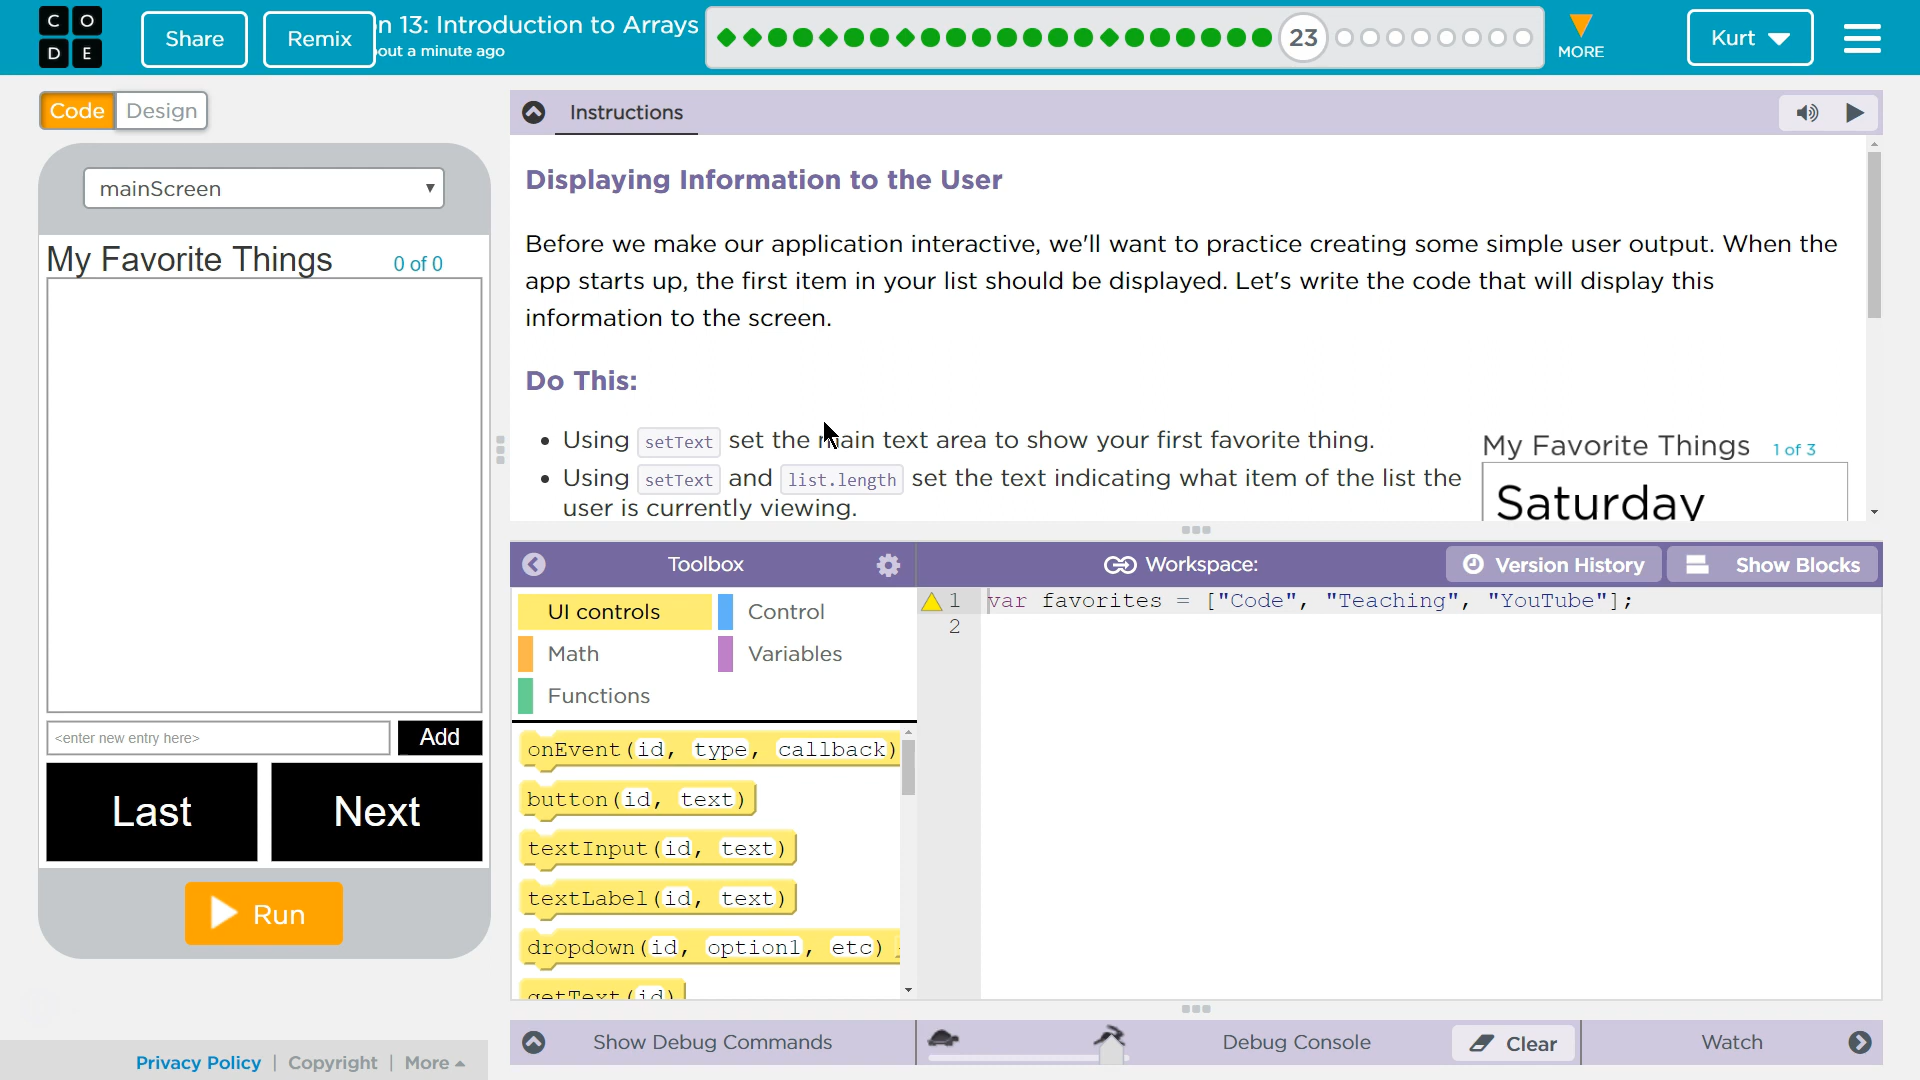 C O D E
Share
Remix
n 13: Introduction to Arrays
out a minute ago
23
MORE
Kurt
Code
Design
mainScreen
My Favorite Things
0 of 0
<enter new entry here>
Add
Last
Next
Run
Privacy Policy | Copyright | More
Instructions
Displaying Information to the User
Before we make our application interactive, we'll want to practice creating some simple user output. When the
app starts up, the first item in your list should be displayed. Let's write the code that will display this
information to the screen.
Do This:
• Using setText set the main text area to show your first favorite thing.
• Using setText and list.length set the text indicating what item of the list the
user is currently viewing.
My Favorite Things
1 of 3
Saturday
Toolbox
Workspace:
Version History
Show Blocks
UI controls
Control
Math
Variables
Functions
onEvent(id, type, callback)
button(id, text)
textInput(id, text)
textLabel(id, text)
dropdown(id, option1, etc)
getText(id)
1 var favorites = ["Code", "Teaching", "YouTube"];
2
Show Debug Commands
Debug Console
Clear
Watch